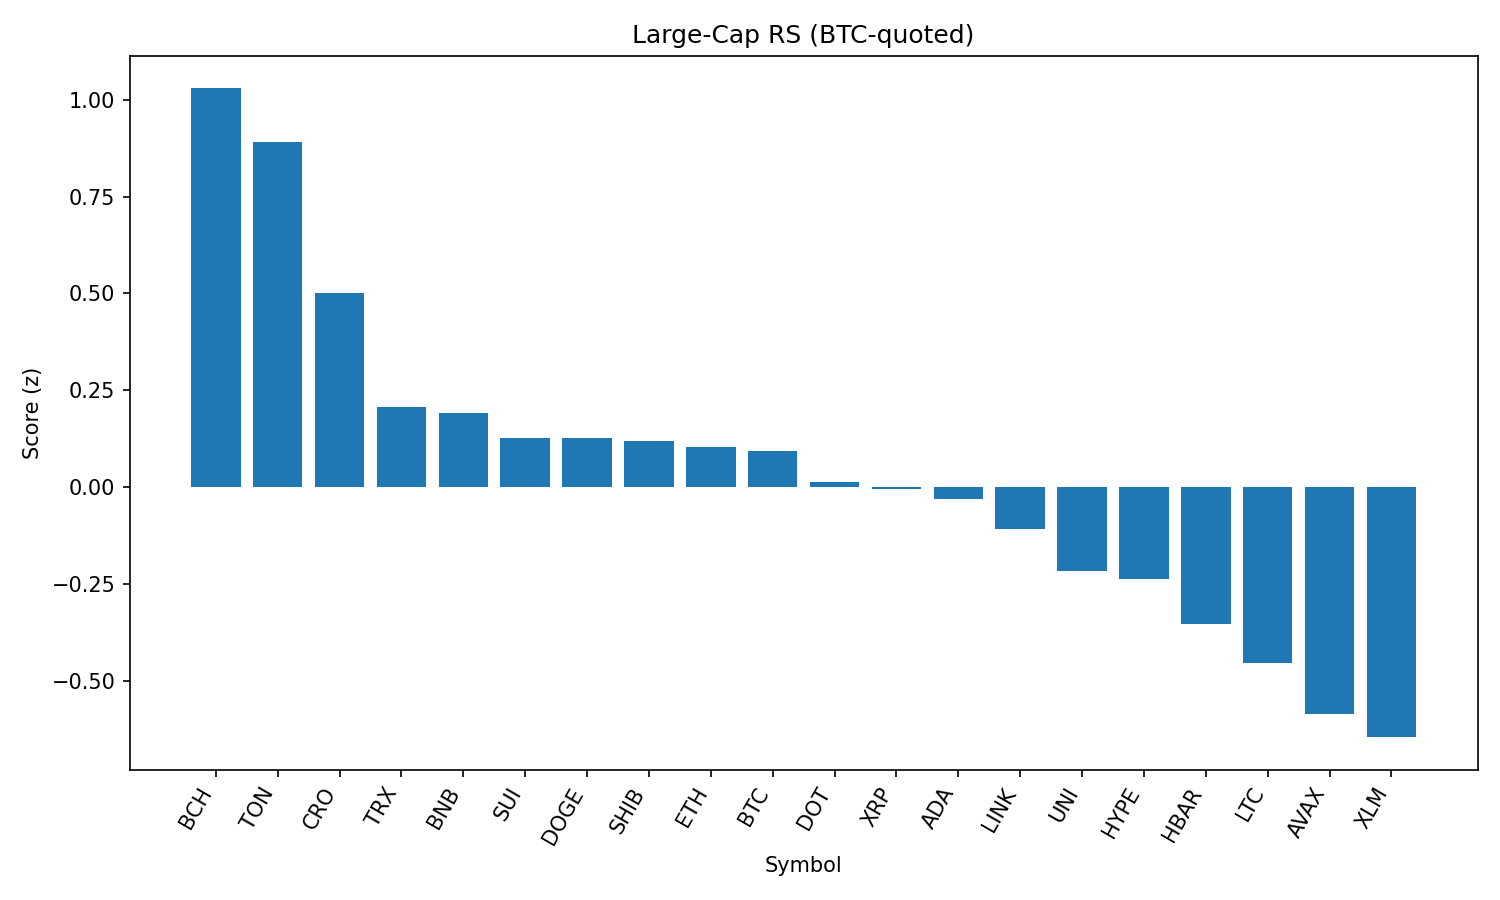 Large-Cap RS (BTC-quoted)
Score (z)
1.00
0.75
0.50
0.25
0.00
−0.25
−0.50
BCH
TON
CRO
TRX
BNB
SUI
DOGE
SHIB
ETH
BTC
DOT
XRP
ADA
LINK
UNI
HYPE
HBAR
LTC
AVAX
XLM
Symbol